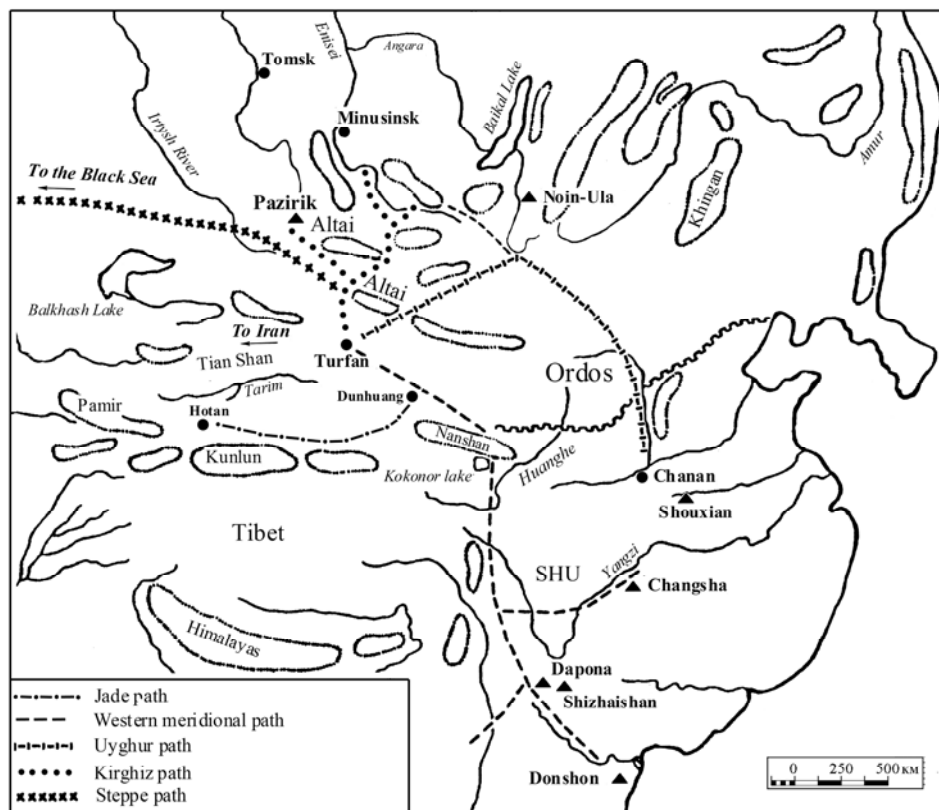 Enisei
Angara
Tomsk
Baikal Lake
Minusinsk
Irtysh River
Amur
To the Black Sea
Pazirik
Noin-Ula
Khingan
Altai
Altai
Balkhash Lake
To Iran
Turfan
Tian Shan
Ordos
Tarim
Dunhuang
Pamir
Hotan
Nanshan
Kunlun
Huanghe
Kokonor lake
Chanan
Shouxian
Tibet
SHU
Yangzi
Changsha
Himalayas
Dapona
Shizhaishan
Donshon
Jade path
Western meridional path
Uyghur path
Kirghiz path
Steppe path
0 250 500 км